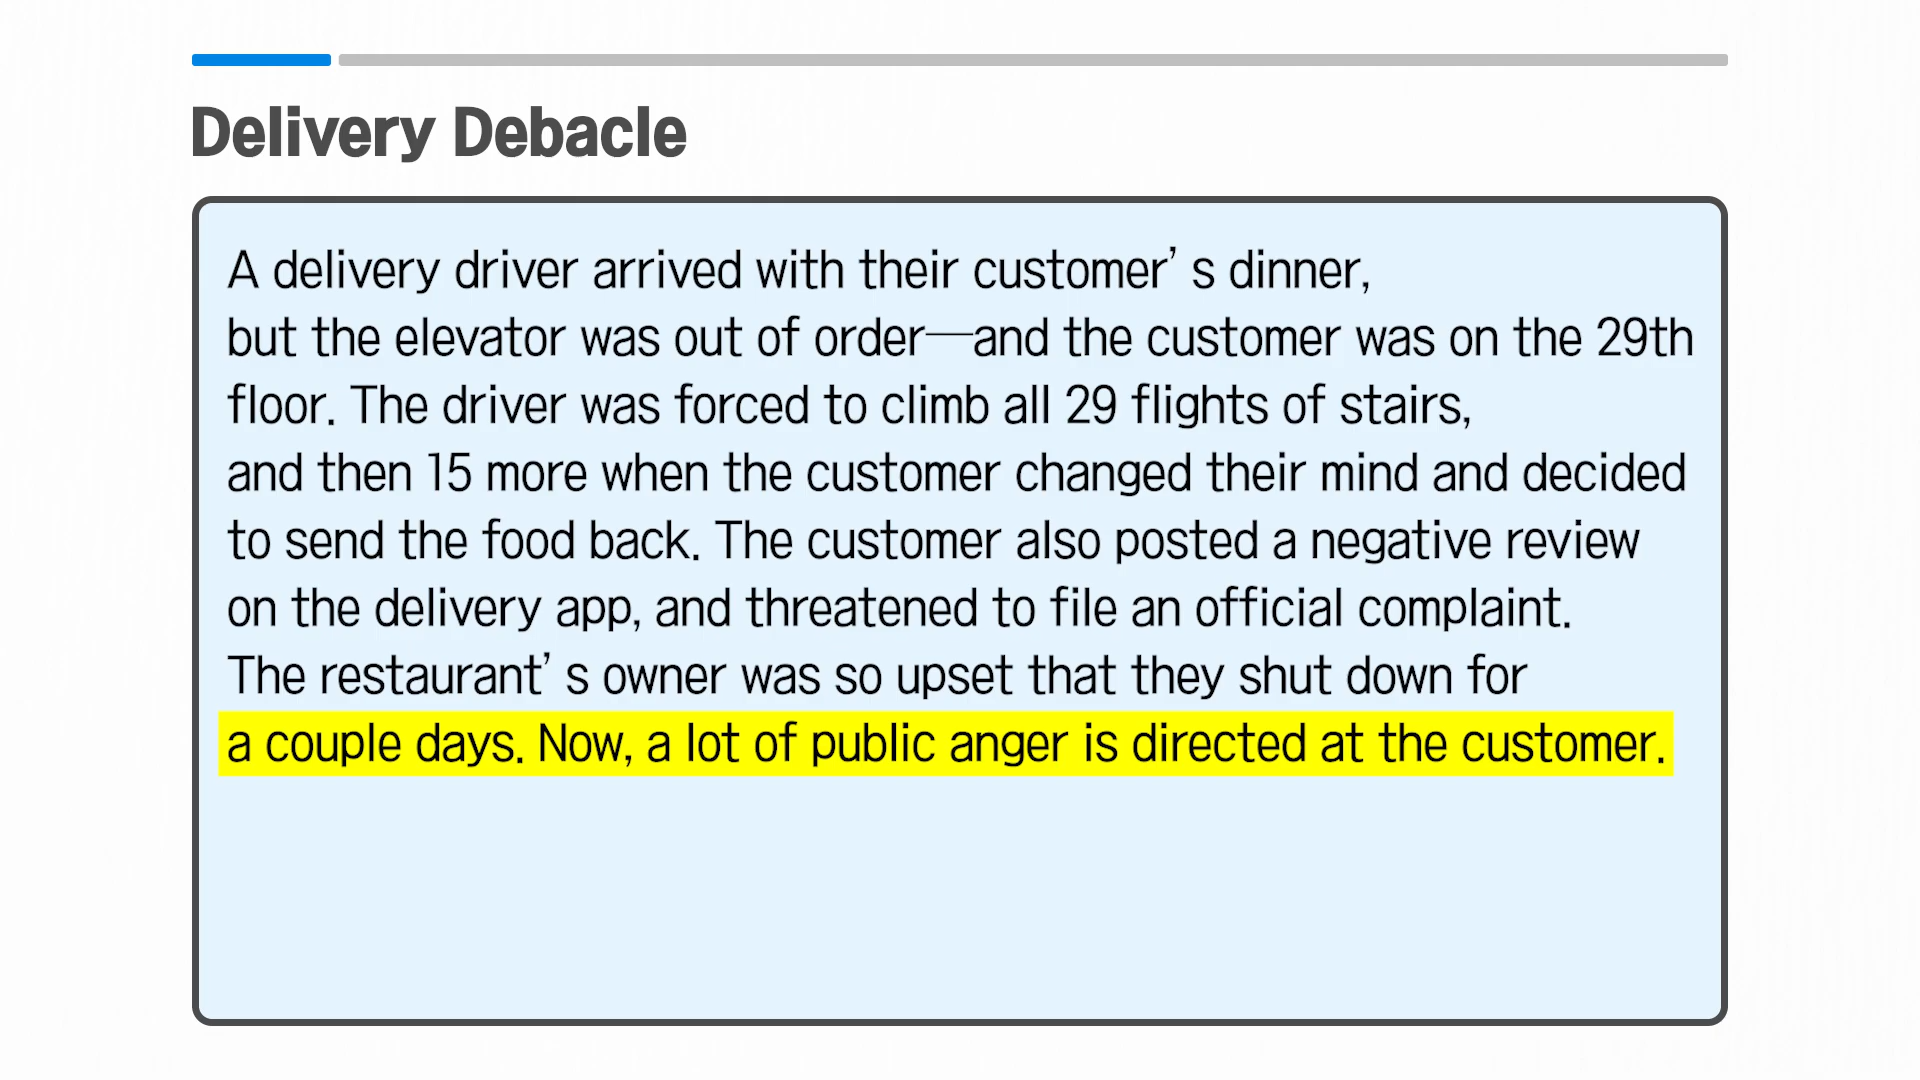 Delivery Debacle
A delivery driver arrived with their customer’ s dinner,
but the elevator was out of order—and the customer was on the 29th
floor. The driver was forced to climb all 29 flights of stairs,
and then 15 more when the customer changed their mind and decided
to send the food back. The customer also posted a negative review
on the delivery app, and threatened to file an official complaint.
The restaurant’ s owner was so upset that they shut down for
a couple days. Now, a lot of public anger is directed at the customer.